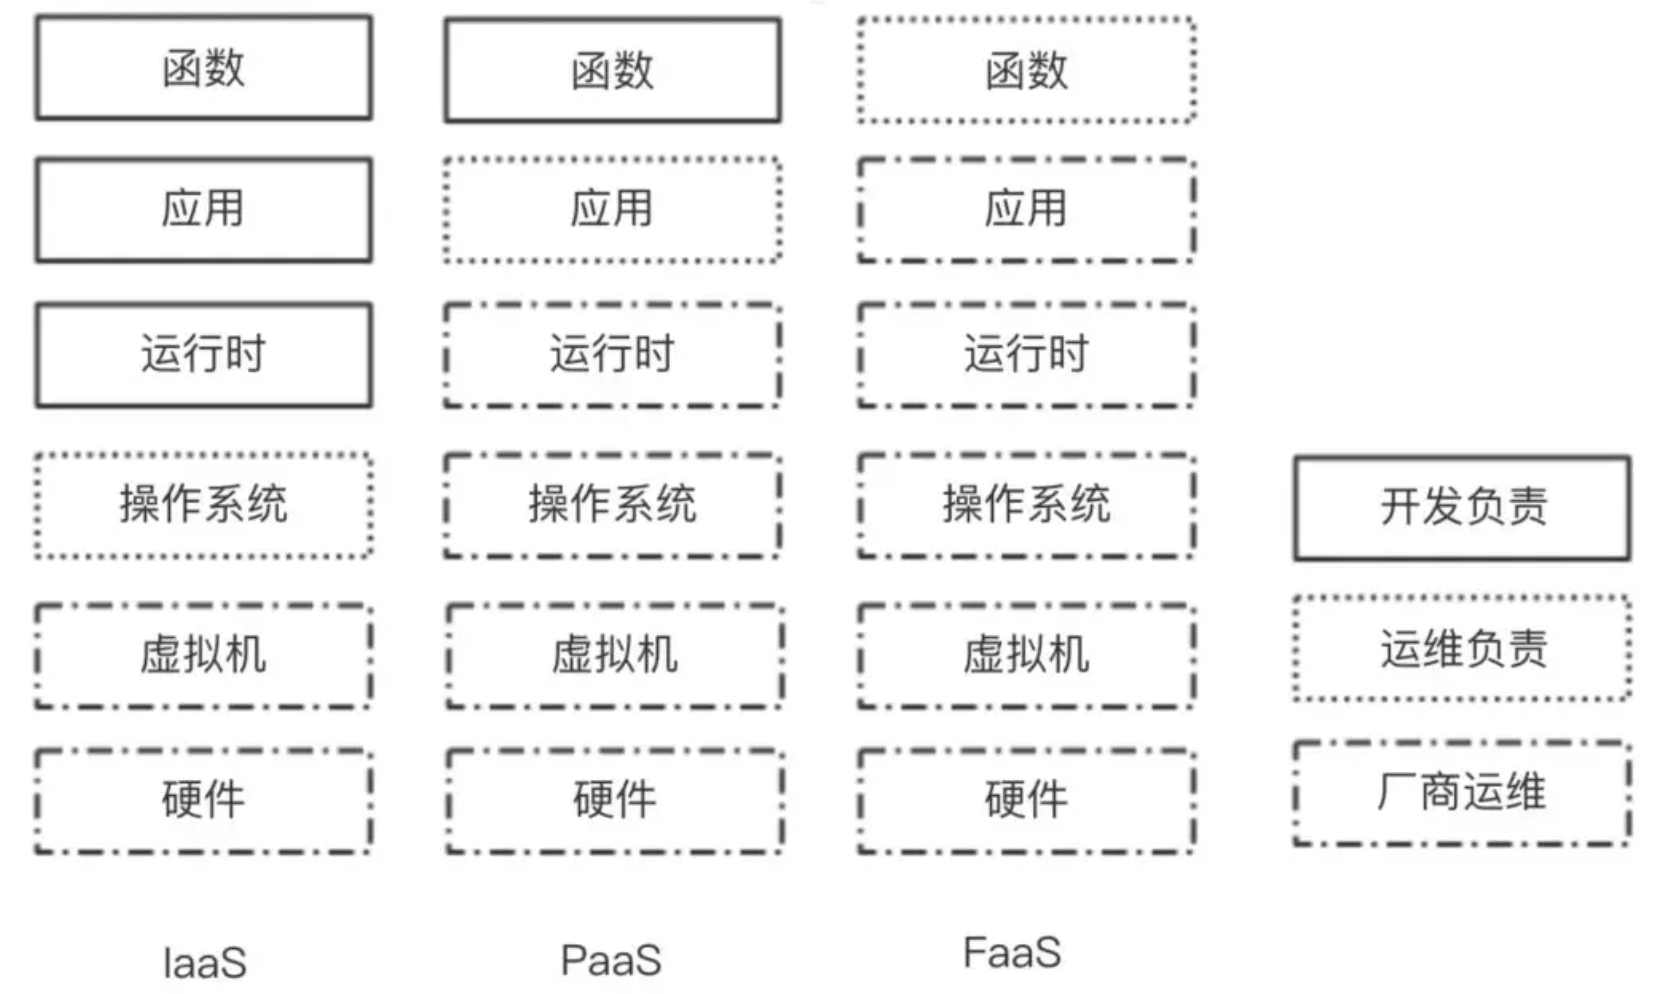 函数
函数
函数
应用
应用
应用
运行时
运行时
运行时
操作系统
操作系统
操作系统
开发负责
虚拟机
虚拟机
虚拟机
运维负责
硬件
硬件
硬件
厂商运维
IaaS
PaaS
FaaS